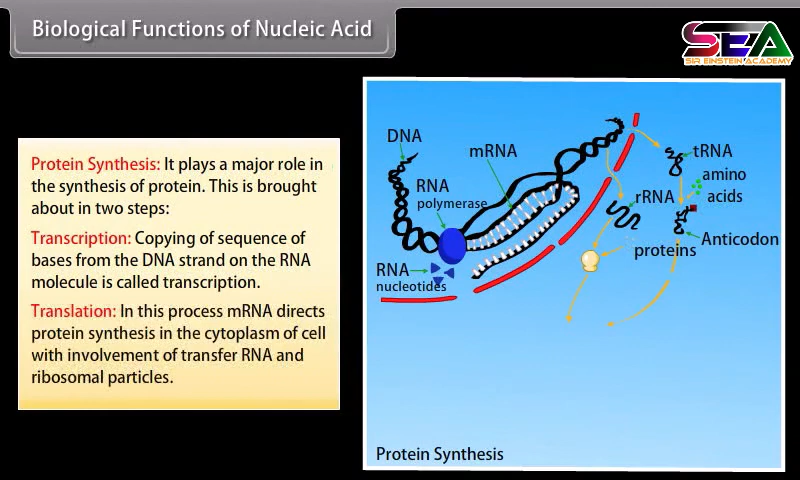 Biological Functions of Nucleic Acid
SEA
SIR EINSTEIN ACADEMY
Protein Synthesis: It plays a major role in
the synthesis of protein. This is brought
about in two steps:
Transcription: Copying of sequence of
bases from the DNA strand on the RNA
molecule is called transcription.
Translation: In this process mRNA directs
protein synthesis in the cytoplasm of cell
with involvement of transfer RNA and
ribosomal particles.
DNA
mRNA
tRNA
amino
acids
RNA
polymerase
rRNA
Anticodon
proteins
RNA
nucleotides
Protein Synthesis